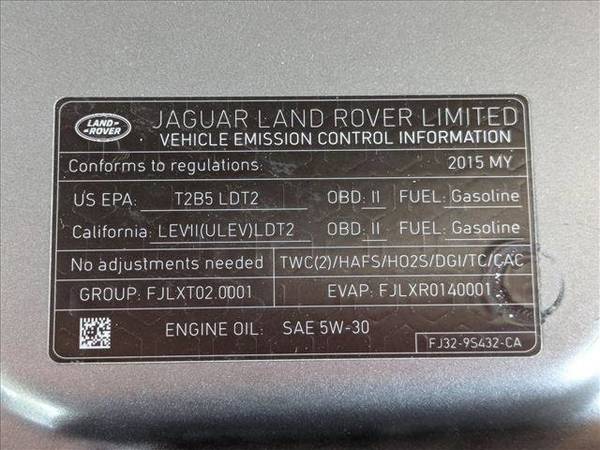 LAND
ROVER
JAGUAR LAND ROVER LIMITED
VEHICLE EMISSION CONTROL INFORMATION
Conforms to regulations: 2015 MY
US EPA: T2B5 LDT2 OBD: II FUEL: Gasoline
California: LEVII(ULEV)LDT2 OBD: II FUEL: Gasoline
No adjustments needed TWC(2)/HAFS/HO2S/DGI/TC/CAC
GROUP: FJLXT02.0001 EVAP: FJLXR0140001
ENGINE OIL: SAE 5W-30
FJ32-9S432-CA